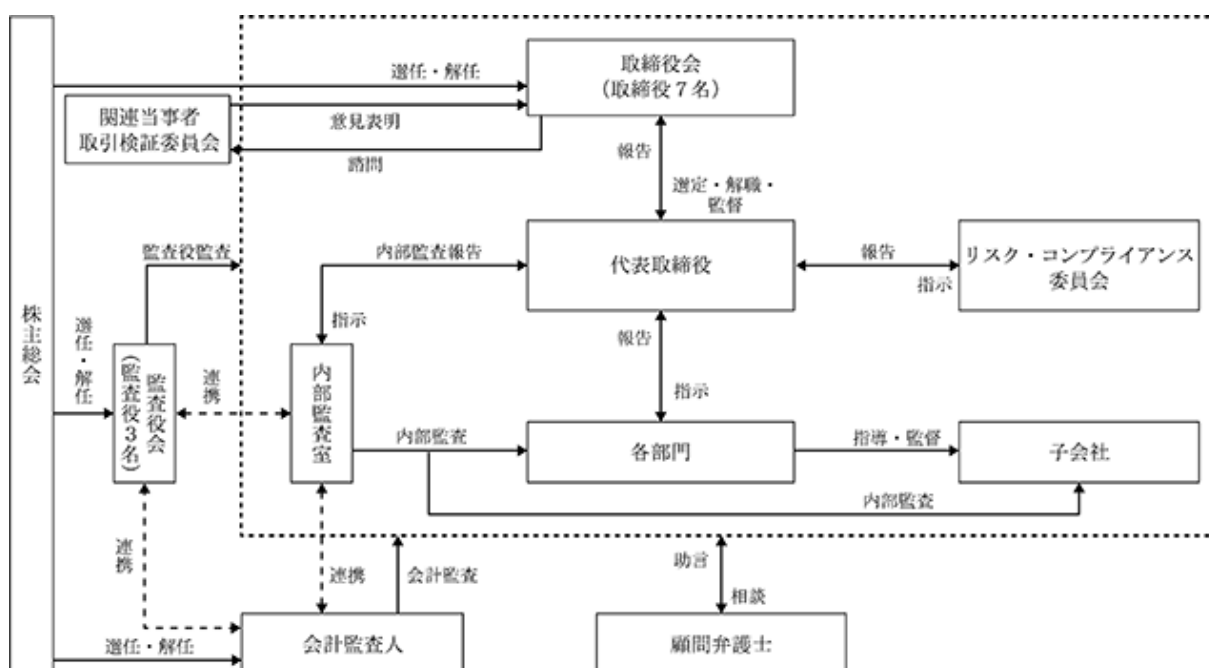 株主総会
選任・解任
取締役会
（取締役７名）
関連当事者
取引検証委員会
意見表明
諮問
報告
選定・解職・
監督
監査役監査
内部監査報告
代表取締役
報告
指示
リスク・コンプライアンス
委員会
選任・解任
指示
報告
監査役会
（監査役３名）
連携
内部監査室
指示
内部監査
各部門
指導・監督
子会社
内部監査
連携
連携
会計監査
助言
相談
選任・解任
会計監査人
顧問弁護士